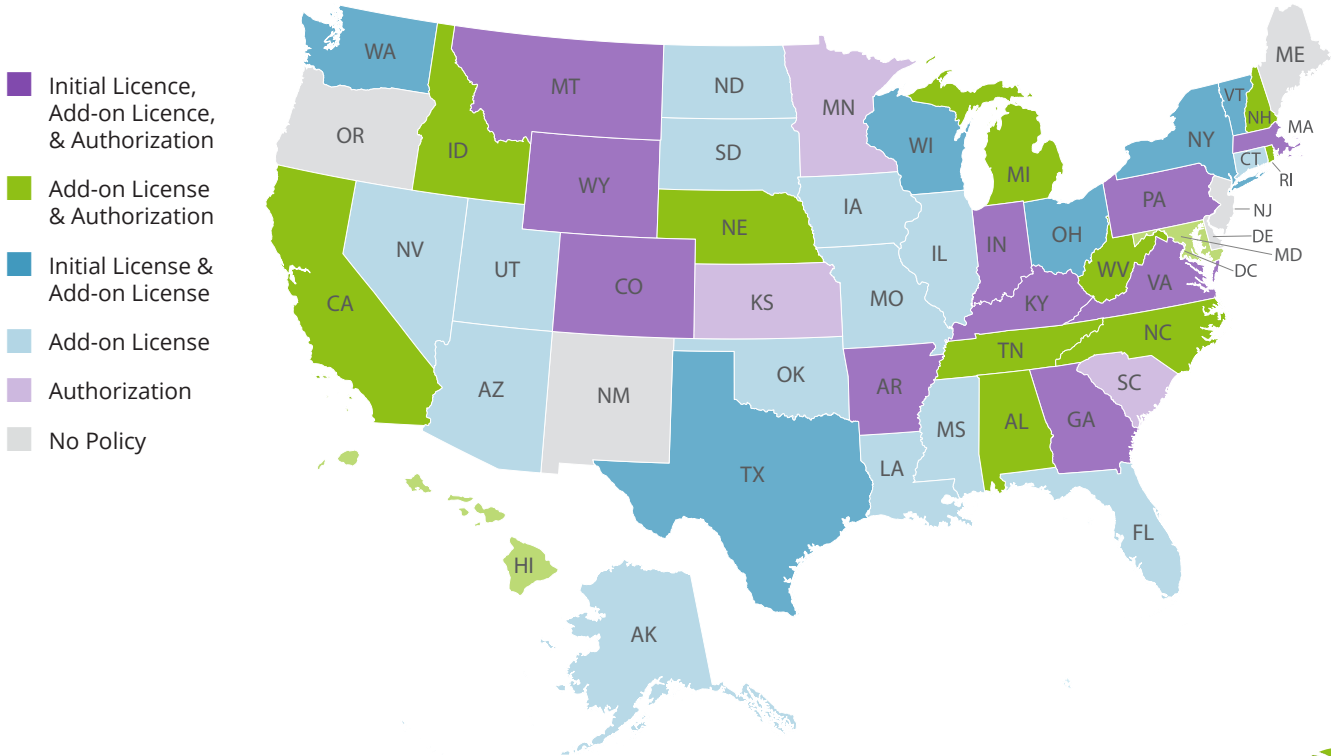 Initial Licence,
Add-on Licence,
& Authorization
Add-on License
& Authorization
Initial License &
Add-on License
Add-on License
Authorization
No Policy
WA
MT
ND
MN
ME
OR
ID
SD
WI
VT
NH
MA
NY
CT
RI
WY
MI
IA
NE
PA
NJ
NV
UT
IL
IN
OH
DE
MD
DC
CA
CO
KS
MO
WV
VA
KY
AZ
NM
OK
TN
NC
AR
SC
MS
AL
GA
TX
LA
FL
HI
AK